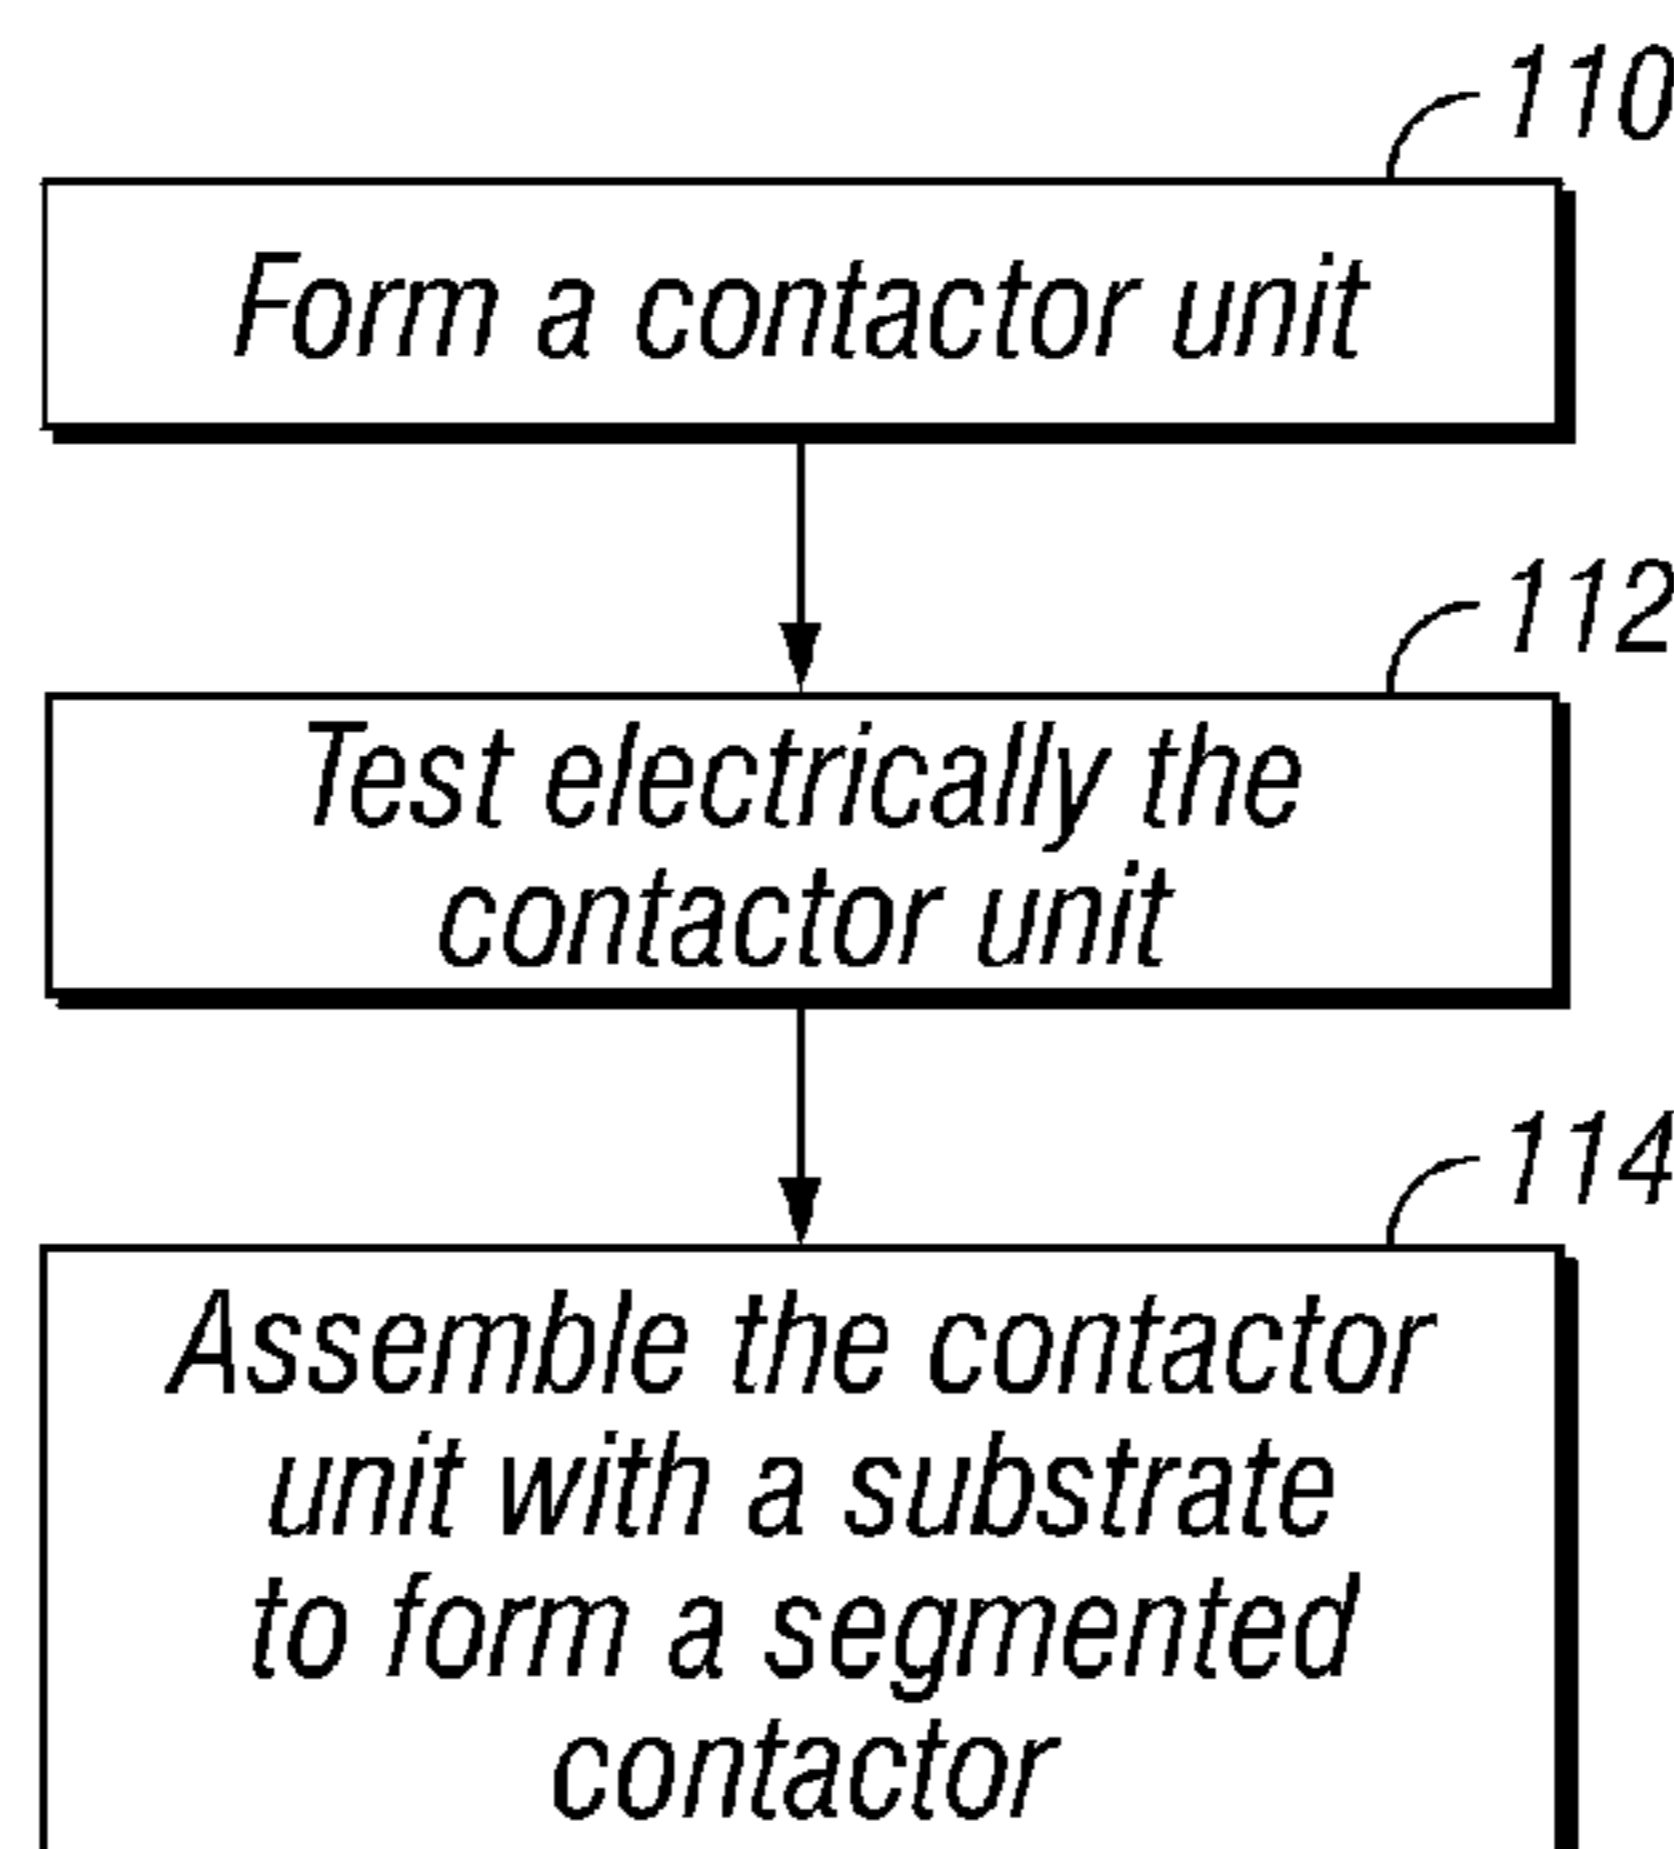 110
Form a contactor unit
112
Test electrically the
contactor unit
114
Assemble the contactor
unit with a substrate
to form a segmented
contactor